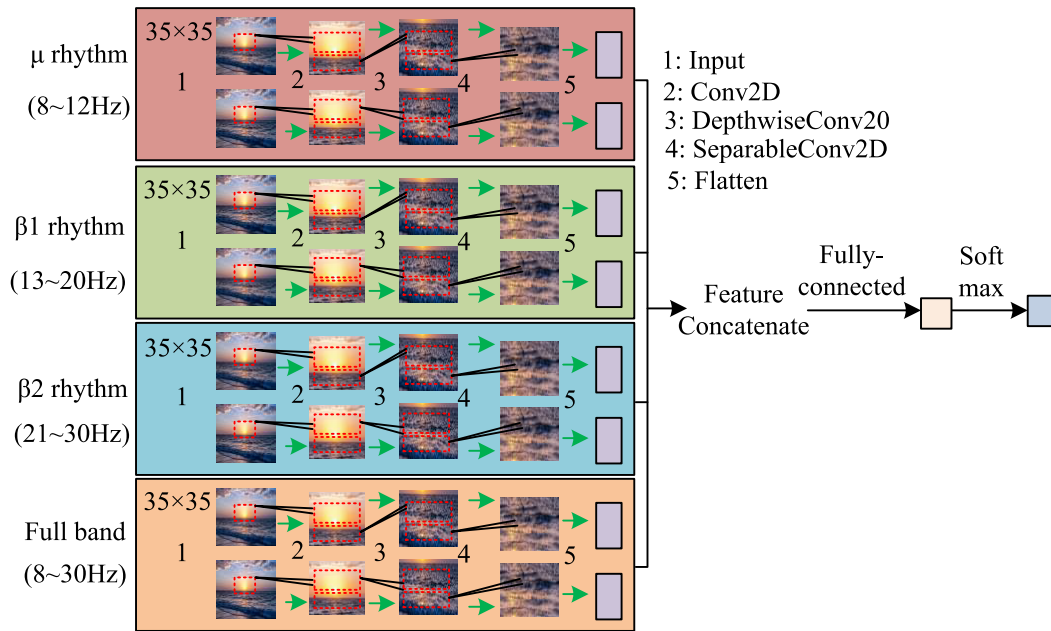 μ rhythm
(8~12Hz)
35×35
1
2
3
4
5
β1 rhythm
(13~20Hz)
35×35
1
2
3
4
5
β2 rhythm
(21~30Hz)
35×35
1
2
3
4
5
Full band
(8~30Hz)
35×35
1
2
3
4
5
1: Input
2: Conv2D
3: DepthwiseConv20
4: SeparableConv2D
5: Flatten
Feature
Concatenate
Fully-
connected
Soft
max